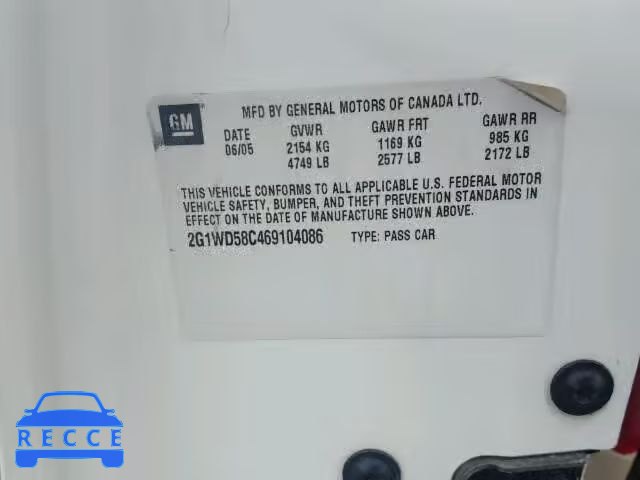 GM
MFD BY GENERAL MOTORS OF CANADA LTD.
DATE GVWR GAWR FRT GAWR RR
06/05 2154 KG 1169 KG 985 KG
4749 LB 2577 LB 2172 LB
THIS VEHICLE CONFORMS TO ALL APPLICABLE U.S. FEDERAL MOTOR
VEHICLE SAFETY, BUMPER, AND THEFT PREVENTION STANDARDS IN
EFFECT ON THE DATE OF MANUFACTURE SHOWN ABOVE.
2G1WD58C469104086 TYPE: PASS CAR
RECCE